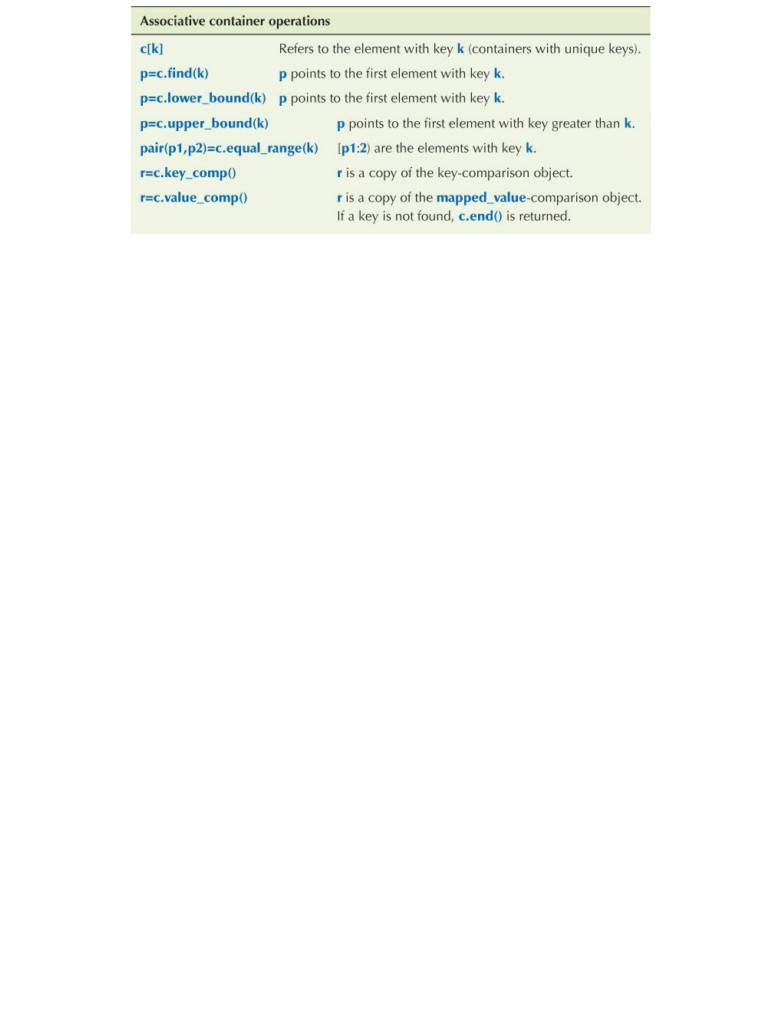 Associative container operations
c[k] Refers to the element with key k (containers with unique keys).
p=c.find(k) p points to the first element with key k.
p=c.lower_bound(k) p points to the first element with key k.
p=c.upper_bound(k) p points to the first element with key greater than k.
pair(p1,p2)=c.equal_range(k) [p1:2) are the elements with key k.
r=c.key_comp() r is a copy of the key-comparison object.
r=c.value_comp() r is a copy of the mapped_value-comparison object.
If a key is not found, c.end() is returned.